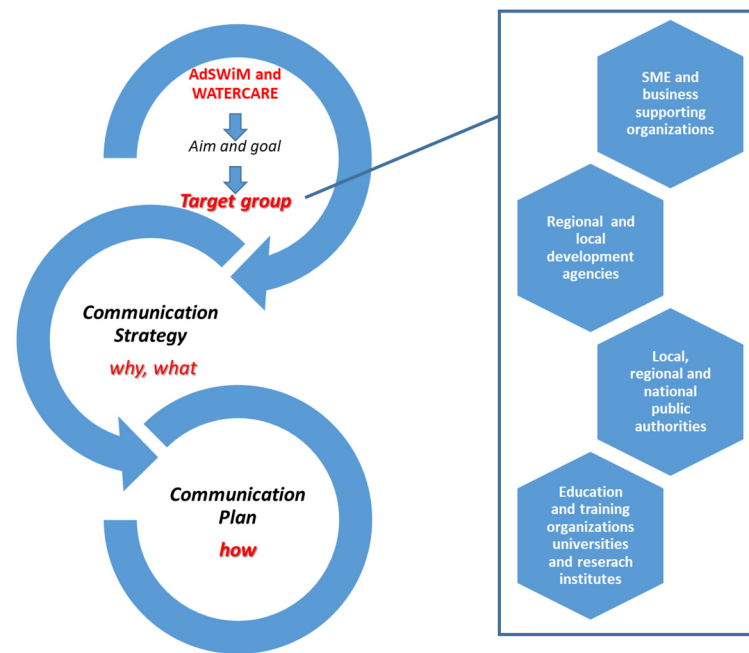 AdSWiM and
WATERCARE
Aim and goal
Target group
Communication
Strategy
why, what
Communication
Plan
how
SME and
business
supporting
organizations
Regional and
local
development
agencies
Local,
regional and
national
public
authorities
Education
and training
organizations
universities
and reserach
institutes